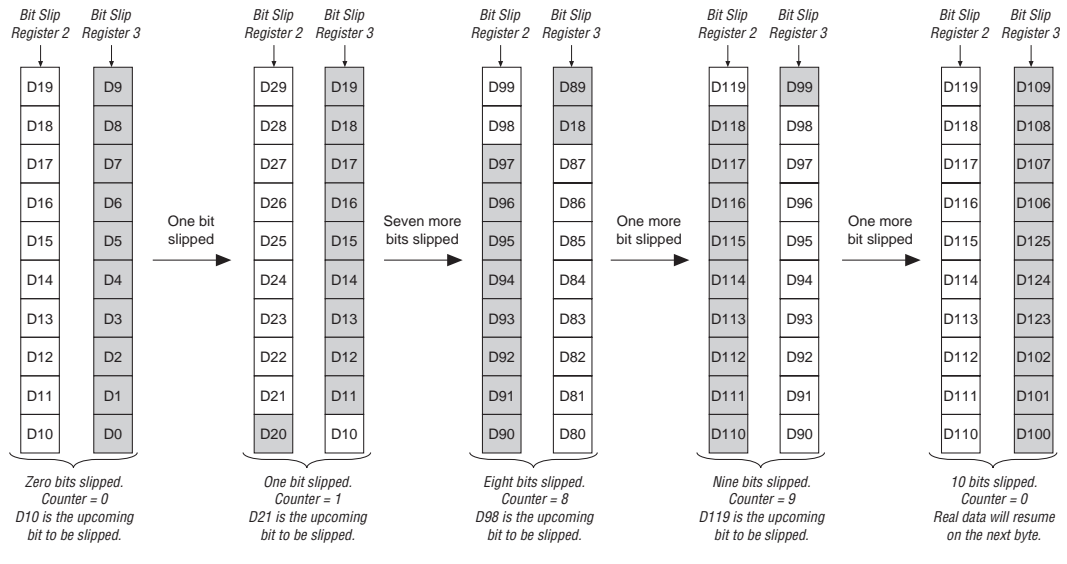 Bit Slip Bit Slip
Register 2 Register 3
Bit Slip Bit Slip
Register 2 Register 3
Bit Slip Bit Slip
Register 2 Register 3
Bit Slip Bit Slip
Register 2 Register 3
Bit Slip Bit Slip
Register 2 Register 3
D19 D9
D18 D8
D17 D7
D16 D6
D15 D5
D14 D4
D13 D3
D12 D2
D11 D1
D10 D0
Zero bits slipped.
Counter = 0
D10 is the upcoming
bit to be slipped.
One bit
slipped
D29 D19
D28 D18
D27 D17
D26 D16
D25 D15
D24 D14
D23 D13
D22 D12
D21 D11
D20 D10
One bit slipped.
Counter = 1
D21 is the upcoming
bit to be slipped.
Seven more
bits slipped
D99 D89
D98 D18
D97 D87
D96 D86
D95 D85
D94 D84
D93 D83
D92 D82
D91 D81
D90 D80
Eight bits slipped.
Counter = 8
D98 is the upcoming
bit to be slipped.
One more
bit slipped
D119 D99
D118 D98
D117 D97
D116 D96
D115 D95
D114 D94
D113 D93
D112 D92
D111 D91
D110 D90
Nine bits slipped.
Counter = 9
D119 is the upcoming
bit to be slipped.
One more
bit slipped
D119 D109
D118 D108
D117 D107
D116 D106
D115 D125
D114 D124
D113 D123
D112 D102
D111 D101
D110 D100
10 bits slipped.
Counter = 0
Real data will resume
on the next byte.